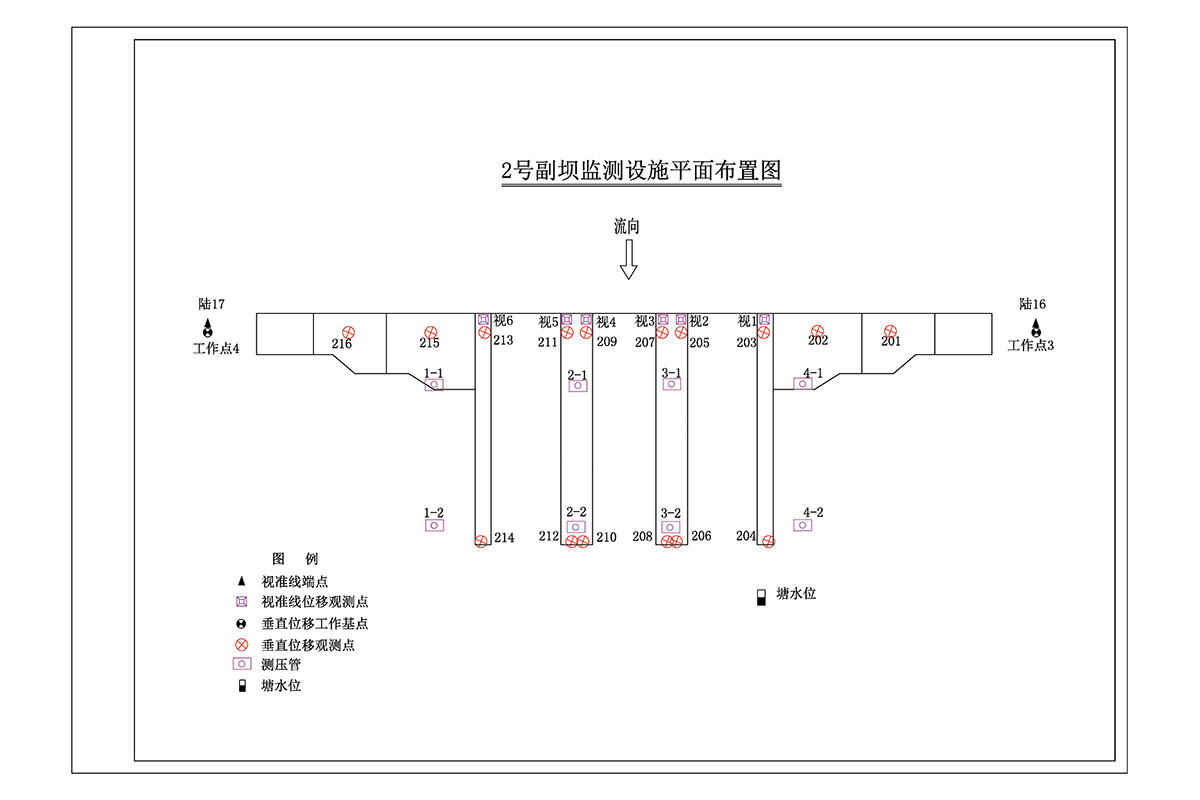 2号副坝监测设施平面布置图
流向
陆17
陆16
视6
视5
视4
视3
视2
视1
工作点4
216
215
213
211
209
207
205
203
202
201
工作点3
1-1
2-1
3-1
4-1
1-2
2-2
3-2
4-2
214
212
210
208
206
204
图 例
视准线端点
视准线位移观测点
垂直位移工作基点
垂直位移观测点
测压管
塘水位
塘水位